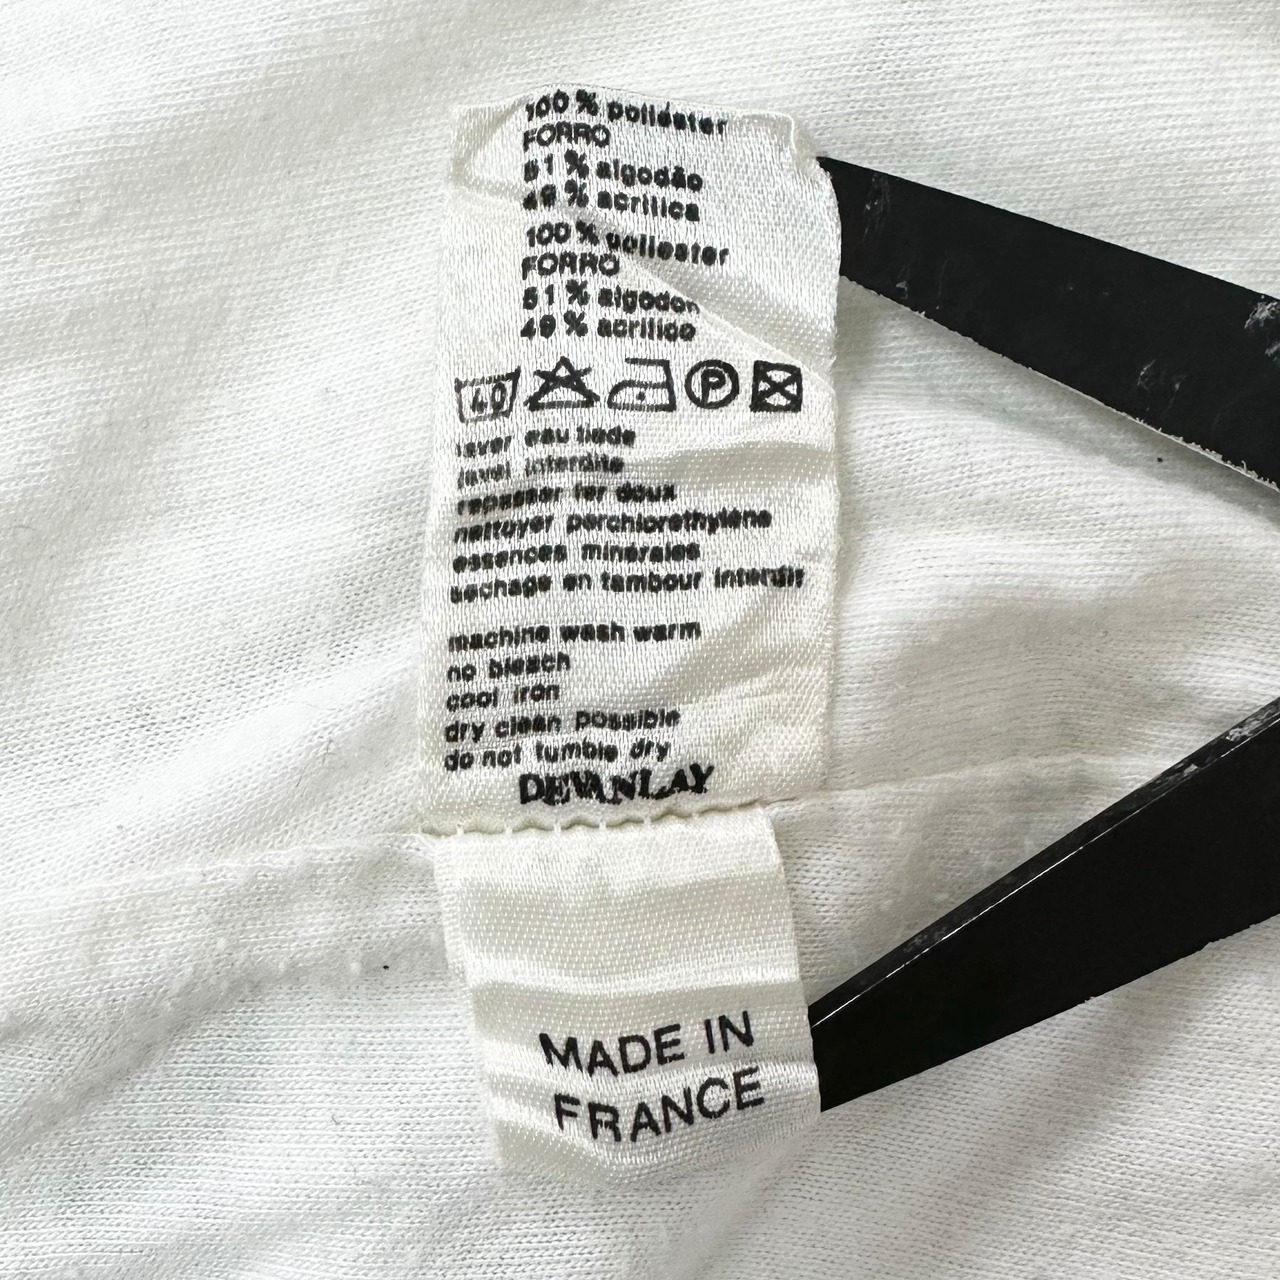 100 % poliéster
FORRO
51 % algodão
49 % acrilica
100 % poliester
FORRO
51 % algodon
49 % acrilico
40 P
laver eau tiede
javel interdite
repasser fer doux
nettoyer perchlorethylène
essences minerales
sechage en tambour interdit
machine wash warm
no bleach
cool iron
dry clean possible
do not tumble dry
DEVANLAY
MADE IN
FRANCE